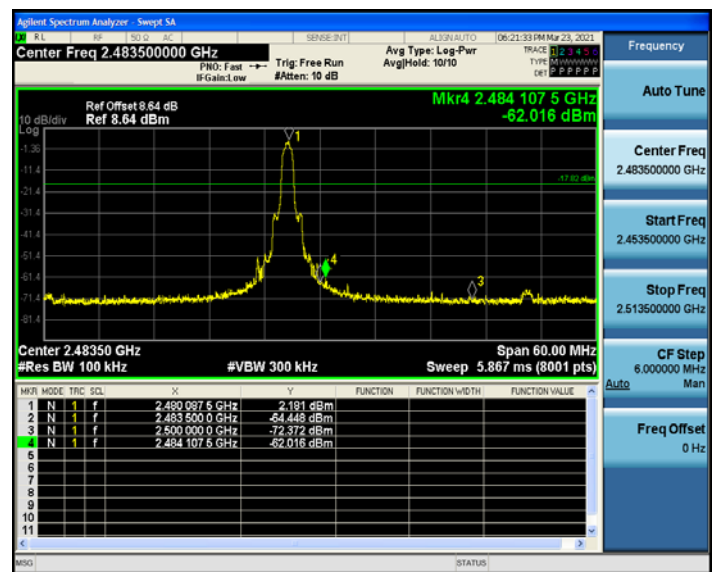 Agilent Spectrum Analyzer - Swept SA
RL RF 50 Ω AC SENSE:INT ALIGNAUTO 06:21:33 PM Mar 23, 2021
Center Freq 2.483500000 GHz
PNO: Fast
IFGain:Low
Trig: Free Run
#Atten: 10 dB
Avg Type: Log-Pwr
Avg|Hold: 10/10
TRACE 1 2 3 4 5 6
TYPE M
DET P P P P P P
Frequency
Auto Tune
Center Freq
2.483500000 GHz
Start Freq
2.453500000 GHz
Stop Freq
2.513500000 GHz
CF Step
6.000000 MHz
Auto Man
Freq Offset
0 Hz
Mkr4 2.484 107 5 GHz
-62.016 dBm
Ref Offset 8.64 dB
10 dB/div Ref 8.64 dBm
Log
1
-1.36
-11.4
-17.82 dBm
-21.4
-31.4
-41.4
-51.4
4
-61.4
3
-71.4
-81.4
Center 2.48350 GHz Span 60.00 MHz
#Res BW 100 kHz #VBW 300 kHz Sweep 5.867 ms (8001 pts)
MKR MODE TRC SCL X Y FUNCTION FUNCTION WIDTH FUNCTION VALUE
1 N 1 f 2.480 087 5 GHz 2.181 dBm
2 N 1 f 2.483 500 0 GHz -64.448 dBm
3 N 1 f 2.500 000 0 GHz -72.372 dBm
4 N 1 f 2.484 107 5 GHz -62.016 dBm
5
6
7
8
9
10
11
MSG STATUS